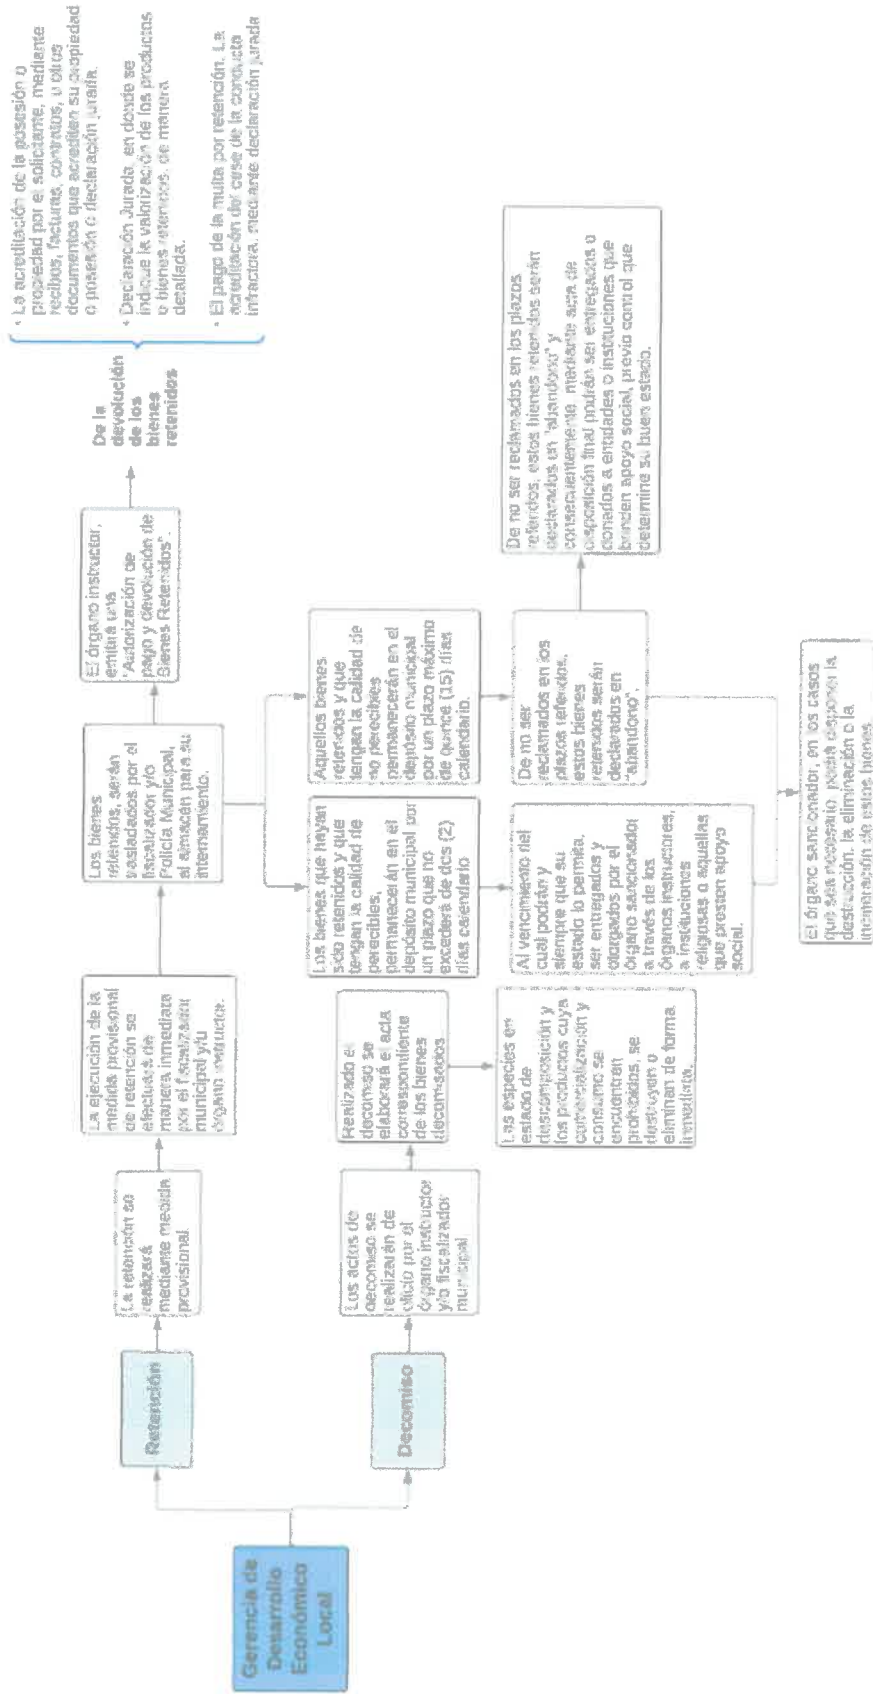 Gerencia de
Desarrollo
Económico
Local
Retención
La retención se
realizará
mediante medida
provisional
La ejecución de la
medida provisional
de retención se
efectuará de
manera inmediata
por el fiscalizador
municipal y/u
órgano instructor.
Los bienes
retenidos, serán
trasladados por el
fiscalizador y/o
Policía Municipal,
al almacén para su
internamiento.
El órgano instructor,
emitirá una
"Autorización de
pago y devolución de
Bienes Retenidos".
De la
devolución
de los
bienes
retenidos
* La acreditación de la posesión o
propiedad por el solicitante, mediante
recibos, facturas, contratos, u otros
documentos que acrediten su propiedad
o posesión o declaración jurada.
* Declaración Jurada, en donde se
indique la valorización de los productos
o bienes retenidos, de manera
detallada.
* El pago de la multa por retención. La
acreditación del cese de la conducta
infractora, mediante declaración jurada
Decomiso
Los actos de
decomiso se
realizarán de
oficio por el
órgano instructor
y/o fiscalizador
municipal
Realizado el
decomiso se
elaborará el acta
correspondiente
de los bienes
decomisados
Las especies en
estado de
descomposición y
los productos cuya
comercialización y
consumo se
encuentran
prohibidos, se
destruyen o
eliminan de forma
inmediata.
Los bienes que hayan
sido retenidos y que
tengan la calidad de
perecibles,
permanecerán en el
depósito municipal por
un plazo que no
excederá de dos (2)
días calendario
Aquellos bienes
retenidos y que
tengan la calidad de
no perecibles
permanecerán en el
depósito municipal
por un plazo máximo
de quince (15) días
calendario.
Al vencimiento del
cual podrán y
siempre que su
estado lo permita,
ser entregados y
otorgados por el
órgano sancionador
a través de los
órganos instructores,
a instituciones
religiosas o aquellas
que presten apoyo
social.
De no ser
reclamados en los
plazos referidos,
estos bienes
retenidos serán
declarados en
"abandono".
De no ser reclamados en los plazos
referidos, estos bienes retenidos serán
declarados un "abandono" y
consecuentemente, mediante acta de
disposición final podrán ser entregados o
donados a entidades o instituciones que
brinden apoyo social, previo control que
determine su buen estado.
El órgano sancionador, en los casos
que sea necesario, podrá disponer la
destrucción, la eliminación o la
incineración de estos bienes.